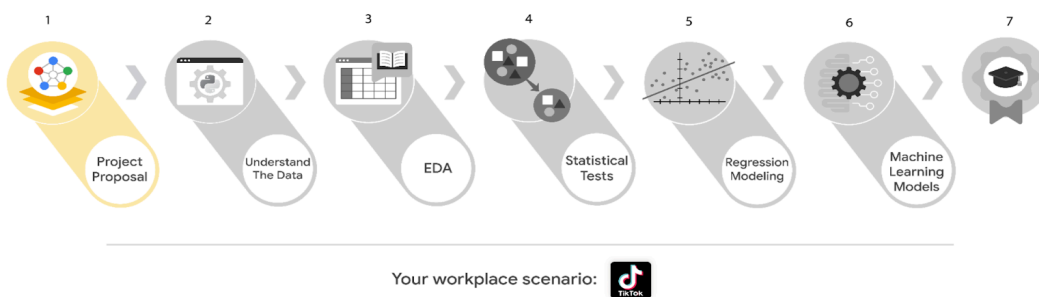 1
2
3
4
5
6
7
Project
Proposal
Understand
The Data
EDA
Statistical
Tests
Regression
Modeling
Machine
Learning
Models
Your workplace scenario:
TikTok